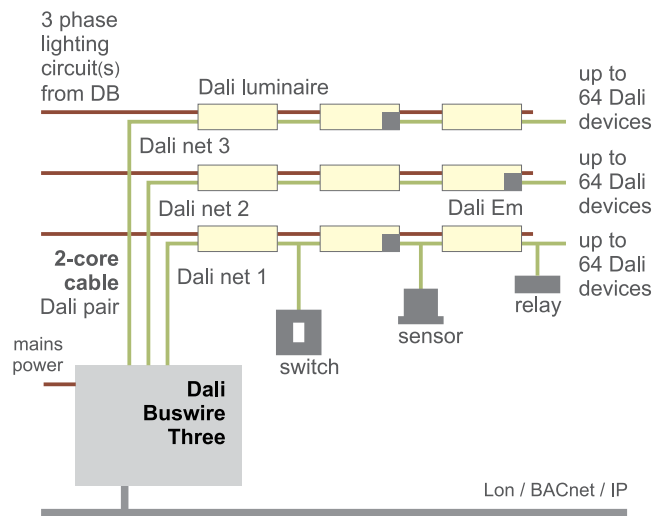 3 phase
lighting
circuit(s)
from DB
Dali luminaire
up to
64 Dali
devices
Dali net 3
up to
64 Dali
devices
Dali net 2
Dali Em
up to
64 Dali
devices
2-core
cable
Dali pair
Dali net 1
relay
sensor
switch
mains
power
Dali
Buswire
Three
Lon / BACnet / IP